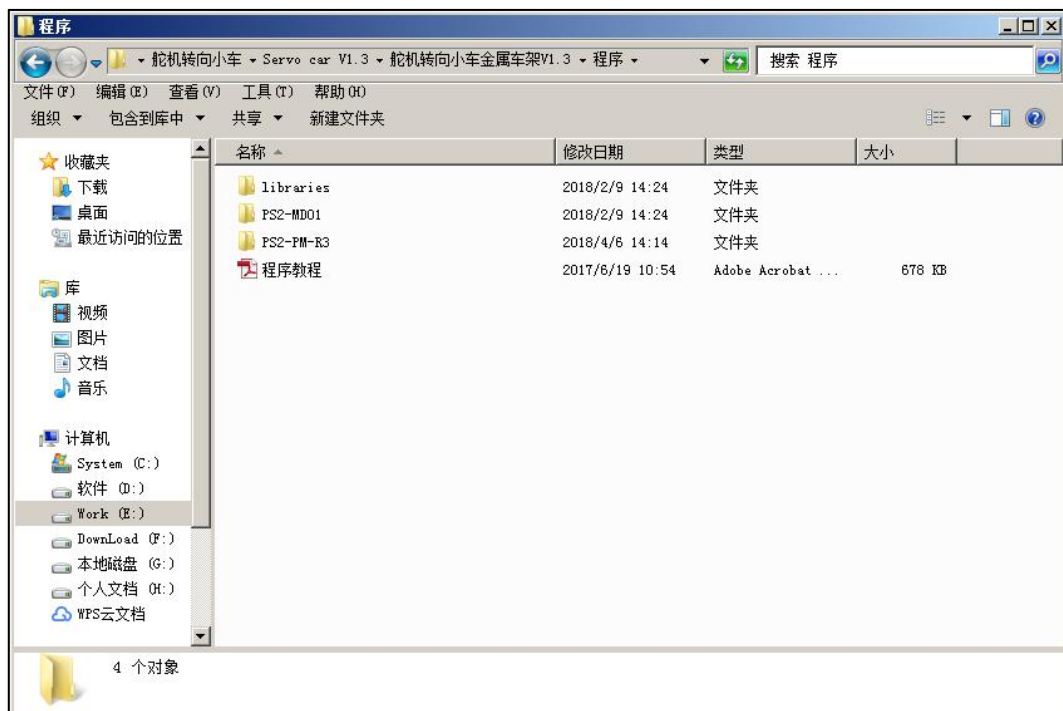 程序
舵机转向小车 Servo car V1.3 舵机转向小车金属车架V1.3 程序 搜索 程序
文件(F) 编辑(E) 查看(V) 工具(T) 帮助(H)
组织 包含到库中 共享 新建文件夹
收藏夹
下载
桌面
最近访问的位置
库
视频
图片
文档
音乐
计算机
System (C:)
软件 (D:)
Work (E:)
DownLoad (F:)
本地磁盘 (G:)
个人文档 (H:)
WPS云文档
名称 修改日期 类型 大小
libraries 2018/2/9 14:24 文件夹
PS2-MD01 2018/2/9 14:24 文件夹
PS2-PM-R3 2018/4/6 14:14 文件夹
程序教程 2017/6/19 10:54 Adobe Acrobat ... 678 KB
4 个对象